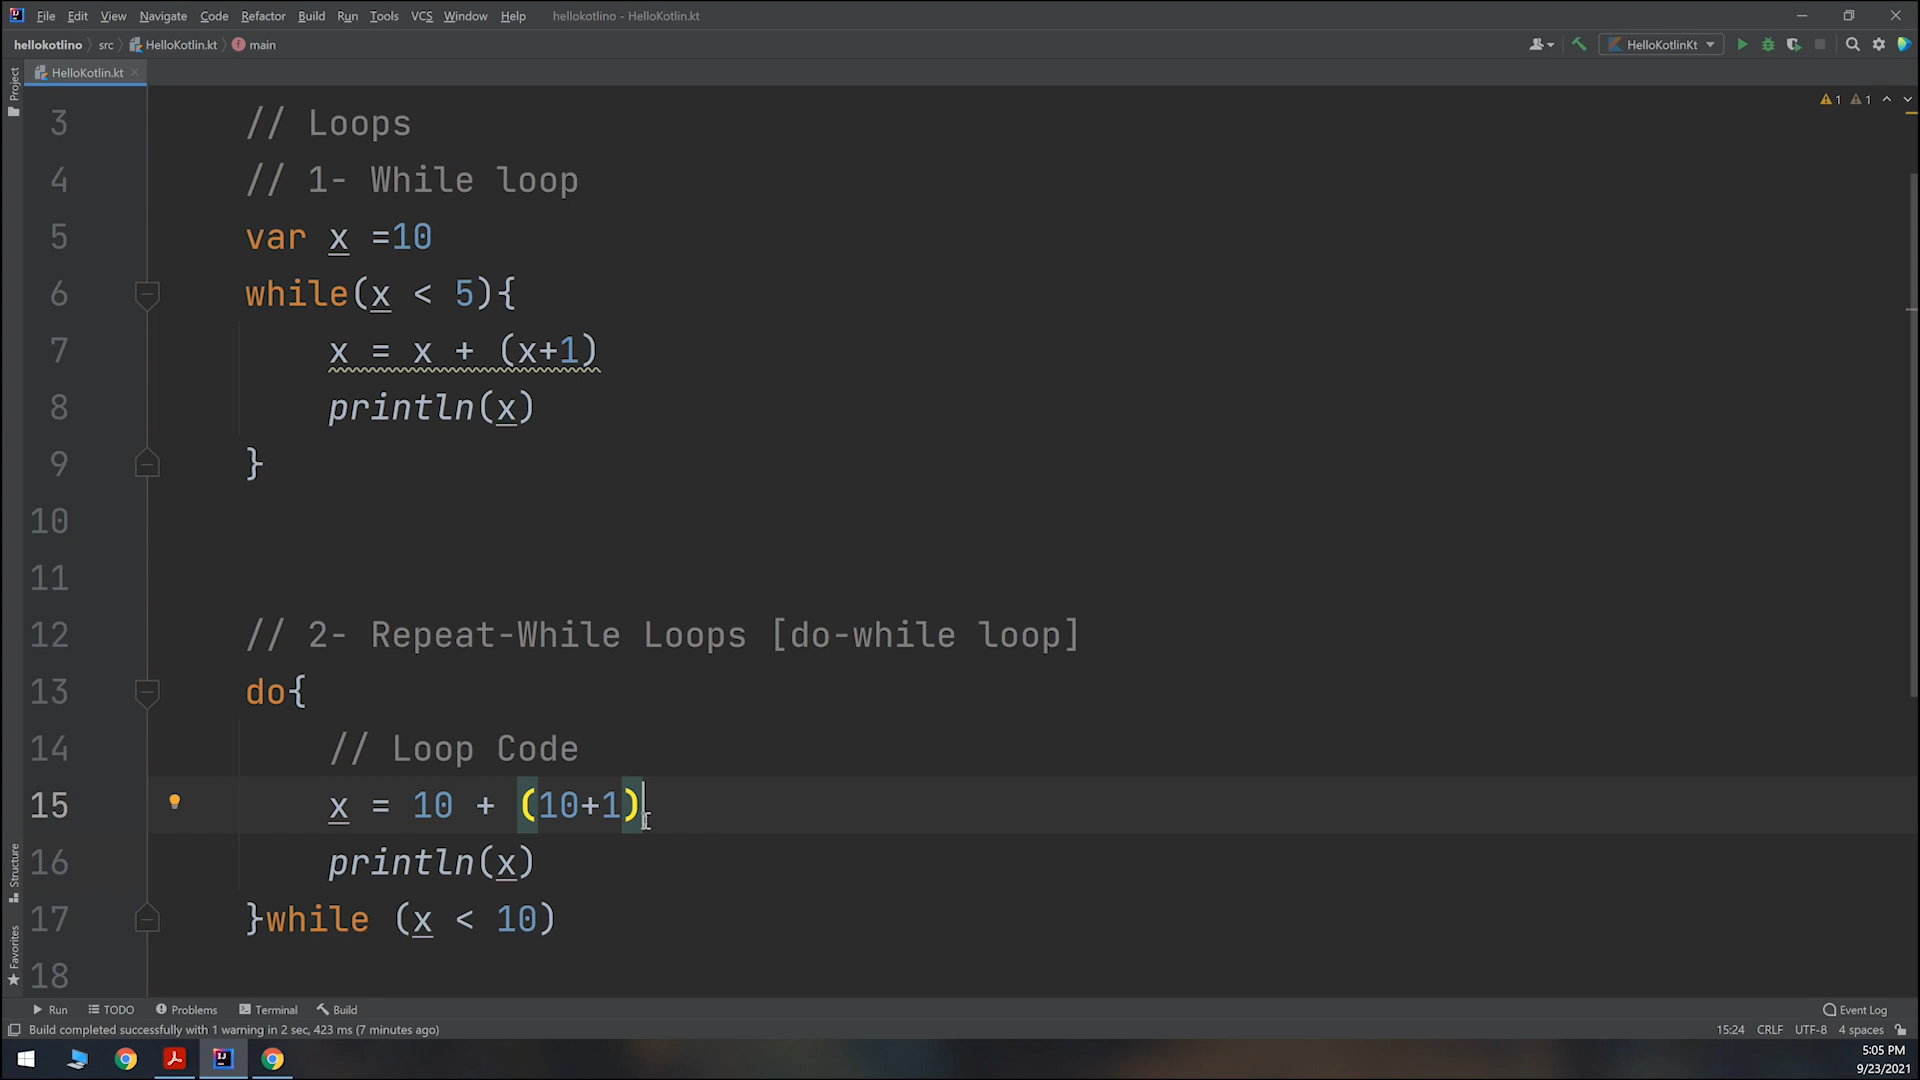 File Edit View Navigate Code Refactor Build Run Tools VCS Window Help hellokotlino - HelloKotlin.kt
hellokotlino src HelloKotlin.kt main HelloKotlinKt
HelloKotlin.kt
Project
1 1
3 // Loops
4 // 1- While loop
5 var x =10
6 while(x < 5){
7 x = x + (x+1)
8 println(x)
9 }
10
11
12 // 2- Repeat-While Loops [do-while loop]
13 do{
14 // Loop Code
15 x = 10 + (10+1)
16 println(x)
17 }while (x < 10)
18
Structure
Favorites
Run TODO Problems Terminal Build Event Log
Build completed successfully with 1 warning in 2 sec, 423 ms (7 minutes ago) 15:24 CRLF UTF-8 4 spaces
5:05 PM
9/23/2021